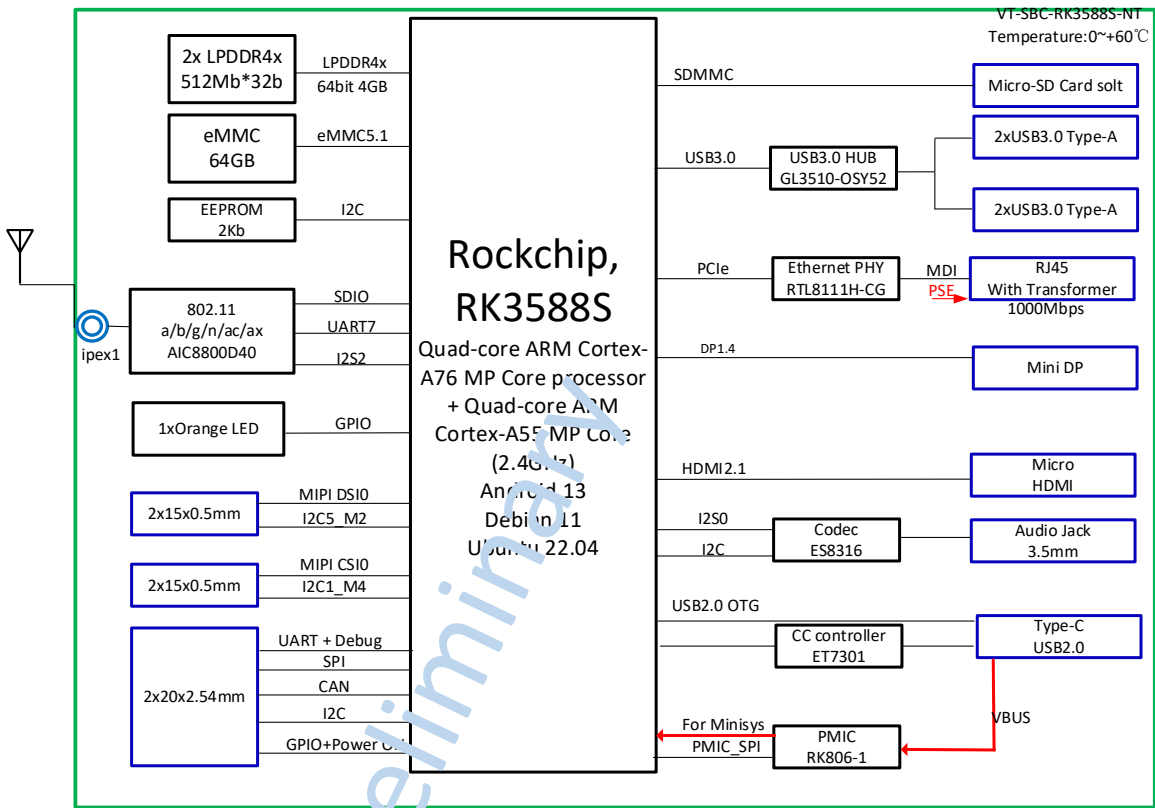 VT-SBC-RK3588S-NT
Temperature:0~+60℃
2x LPDDR4x
512Mb*32b
LPDDR4x
64bit 4GB
eMMC
64GB
eMMC5.1
EEPROM
2Kb
I2C
ipex1
802.11
a/b/g/n/ac/ax
AIC8800D40
SDIO
UART7
I2S2
1xOrange LED
GPIO
2x15x0.5mm
MIPI DSI0
I2C5_M2
2x15x0.5mm
MIPI CSI0
I2C1_M4
2x20x2.54mm
UART + Debug
SPI
CAN
I2C
GPIO+Power
Rockchip,
RK3588S
Quad-core ARM Cortex-
A76 MP Core processor
+ Quad-core ARM
Cortex-A55 MP Core
(2.4GHz)
Android 13
Debian 11
Ubuntu 22.04
SDMMC
Micro-SD Card solt
USB3.0
USB3.0 HUB
GL3510-OSY52
2xUSB3.0 Type-A
2xUSB3.0 Type-A
PCIe
Ethernet PHY
RTL8111H-CG
MDI
PSE
RJ45
With Transformer
1000Mbps
DP1.4
Mini DP
HDMI2.1
Micro
HDMI
I2S0
I2C
Codec
ES8316
Audio Jack
3.5mm
USB2.0 OTG
CC controller
ET7301
Type-C
USB2.0
VBUS
For Minisys
PMIC_SPI
PMIC
RK806-1
eliminary